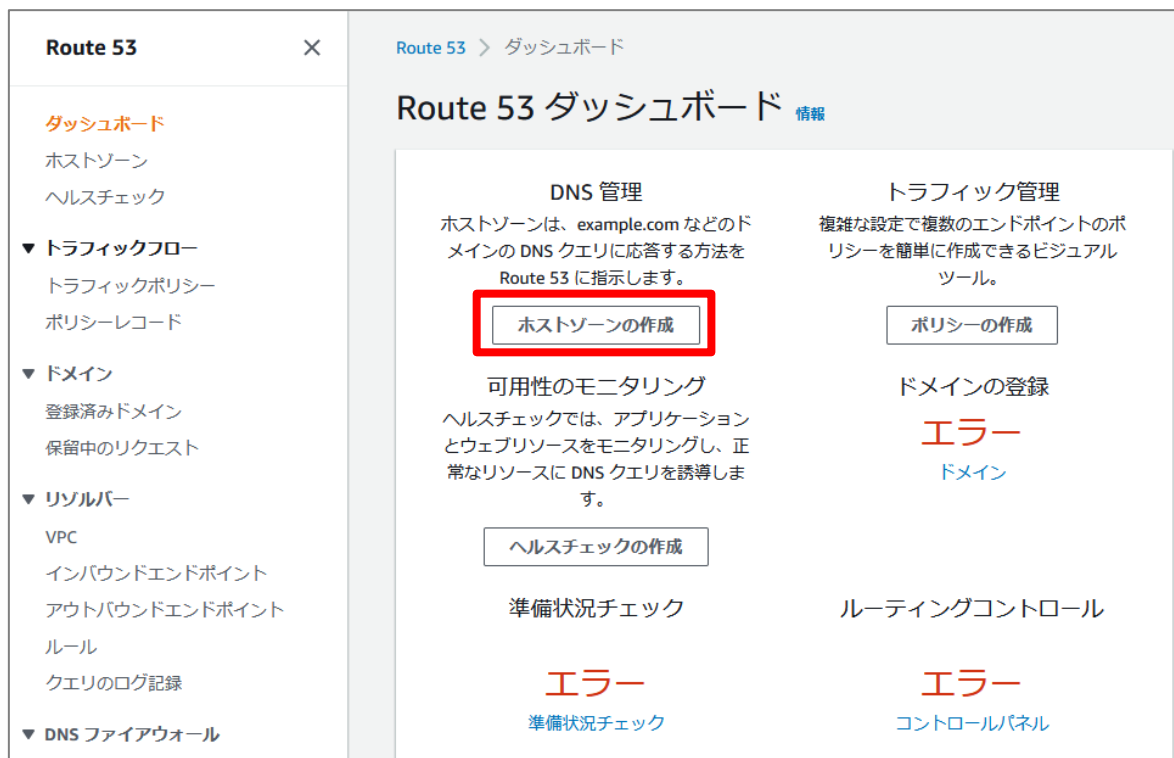 Route 53
ダッシュボード
ホストゾーン
ヘルスチェック
トラフィックフロー
トラフィックポリシー
ポリシーレコード
ドメイン
登録済みドメイン
保留中のリクエスト
リゾルバー
VPC
インバウンドエンドポイント
アウトバウンドエンドポイント
ルール
クエリのログ記録
DNS ファイアウォール
Route 53 > ダッシュボード
Route 53 ダッシュボード 情報
DNS 管理
ホストゾーンは、example.com などのド
メインの DNS クエリに応答する方法を
Route 53 に指示します。
ホストゾーンの作成
トラフィック管理
複雑な設定で複数のエンドポイントのポ
リシーを簡単に作成できるビジュアル
ツール。
ポリシーの作成
可用性のモニタリング
ヘルスチェックでは、アプリケーション
とウェブリソースをモニタリングし、正
常なリソースに DNS クエリを誘導しま
す。
ヘルスチェックの作成
ドメインの登録
エラー
ドメイン
準備状況チェック
エラー
準備状況チェック
ルーティングコントロール
エラー
コントロールパネル